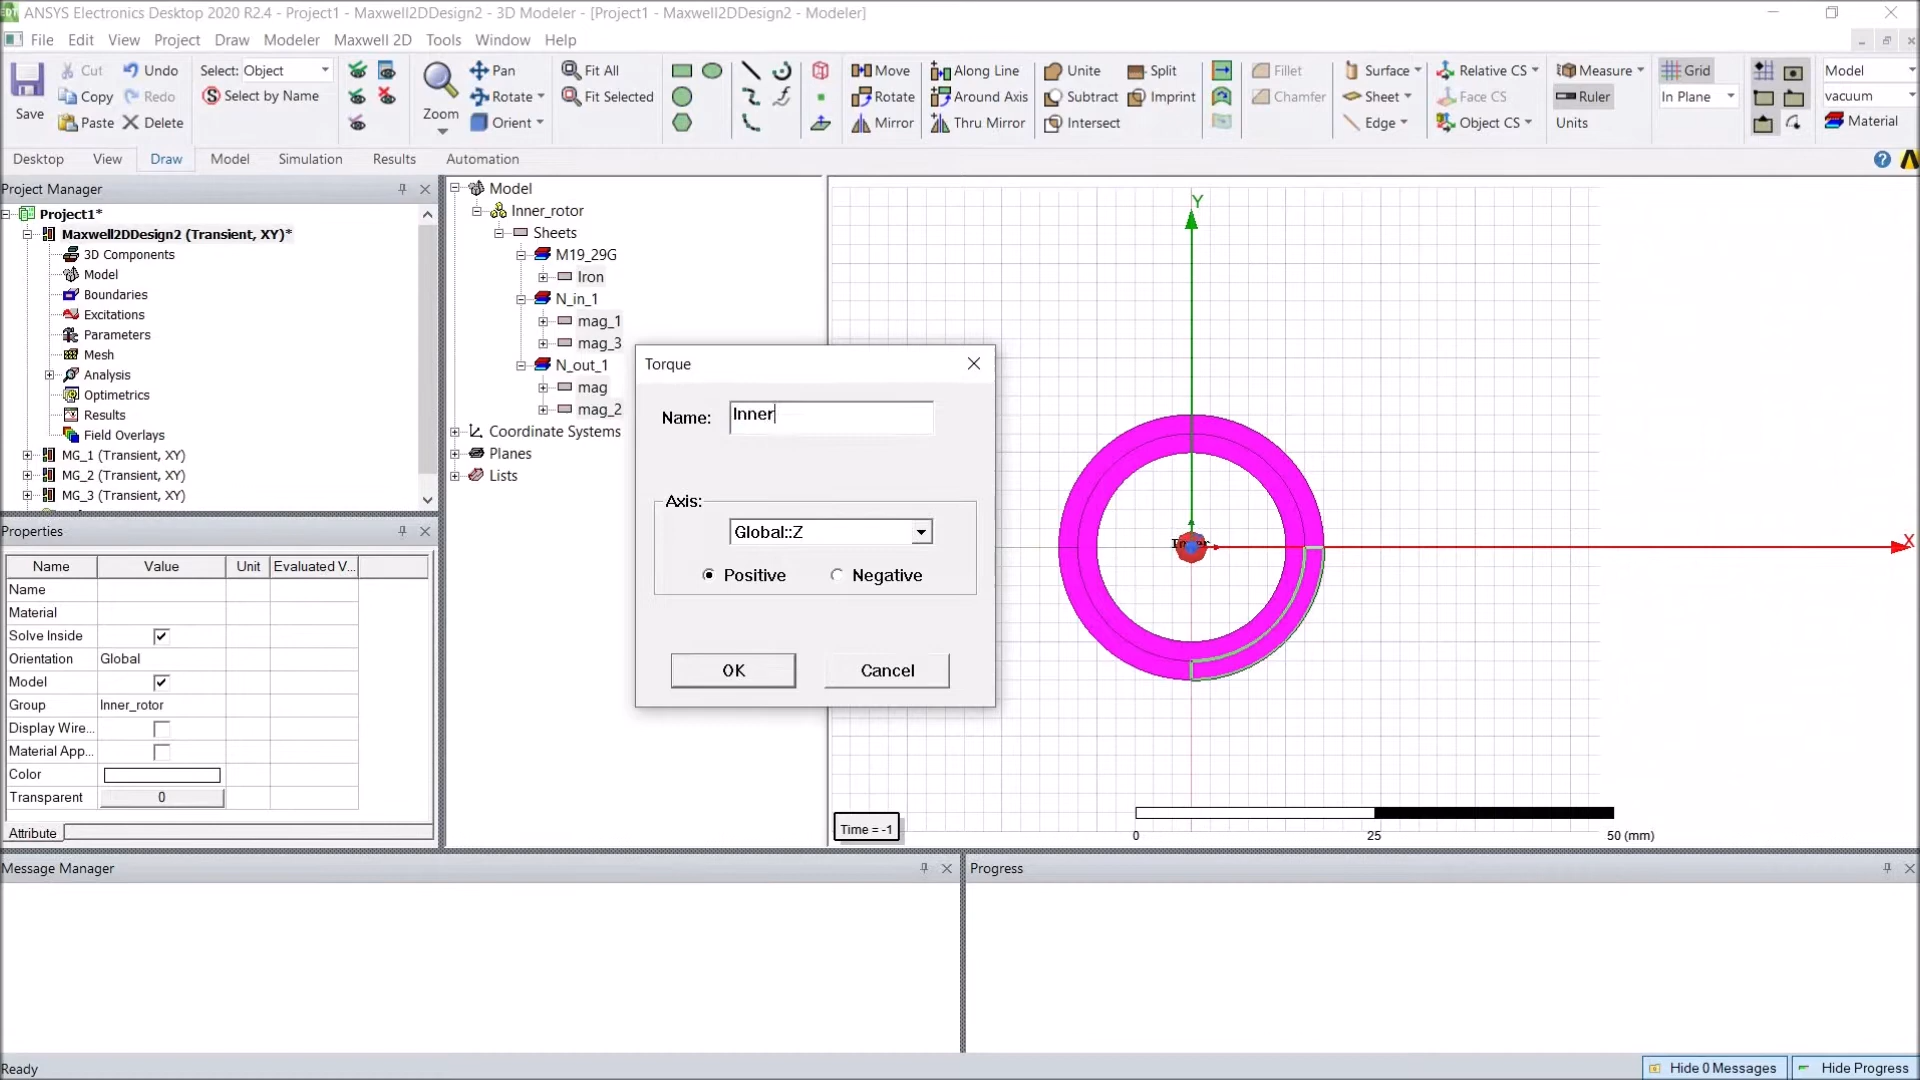 ANSYS Electronics Desktop 2020 R2.4 - Project1 - Maxwell2DDesign2 - 3D Modeler - [Project1 - Maxwell2DDesign2 - Modeler]
File Edit View Project Draw Modeler Maxwell 2D Tools Window Help
Save
Cut
Copy
Paste
Undo
Redo
Delete
Select: Object
Select by Name
Zoom
Pan
Rotate
Orient
Fit All
Fit Selected
Move
Rotate
Mirror
Along Line
Around Axis
Thru Mirror
Unite
Subtract
Intersect
Split
Imprint
Fillet
Chamfer
Surface
Sheet
Edge
Relative CS
Face CS
Object CS
Measure
Ruler
Units
Grid
In Plane
Model
vacuum
Material
Desktop View Draw Model Simulation Results Automation
Project Manager
Project1*
Maxwell2DDesign2 (Transient, XY)*
3D Components
Model
Boundaries
Excitations
Parameters
Mesh
Analysis
Optimetrics
Results
Field Overlays
MG_1 (Transient, XY)
MG_2 (Transient, XY)
MG_3 (Transient, XY)
Properties
Name Value Unit Evaluated V...
Name
Material
Solve Inside
Orientation Global
Model
Group Inner_rotor
Display Wire...
Material App...
Color
Transparent 0
Attribute
Model
Inner_rotor
Sheets
M19_29G
Iron
N_in_1
mag_1
mag_3
N_out_1
mag
mag_2
Coordinate Systems
Planes
Lists
Torque
Name: Inner
Axis:
Global::Z
Positive Negative
OK Cancel
Y
X
Time = -1
0 25 50 (mm)
Message Manager
Progress
Ready
Hide 0 Messages
Hide Progress